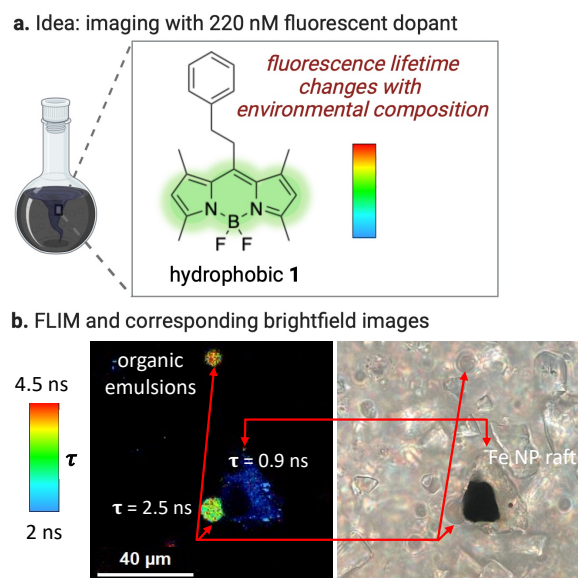 a. Idea: imaging with 220 nM fluorescent dopant
fluorescence lifetime
changes with
environmental composition
N
B
N
F
F
hydrophobic 1
b. FLIM and corresponding brightfield images
4.5 ns
τ
2 ns
organic
emulsions
τ = 0.9 ns
τ = 2.5 ns
40 μm
Fe NP raft